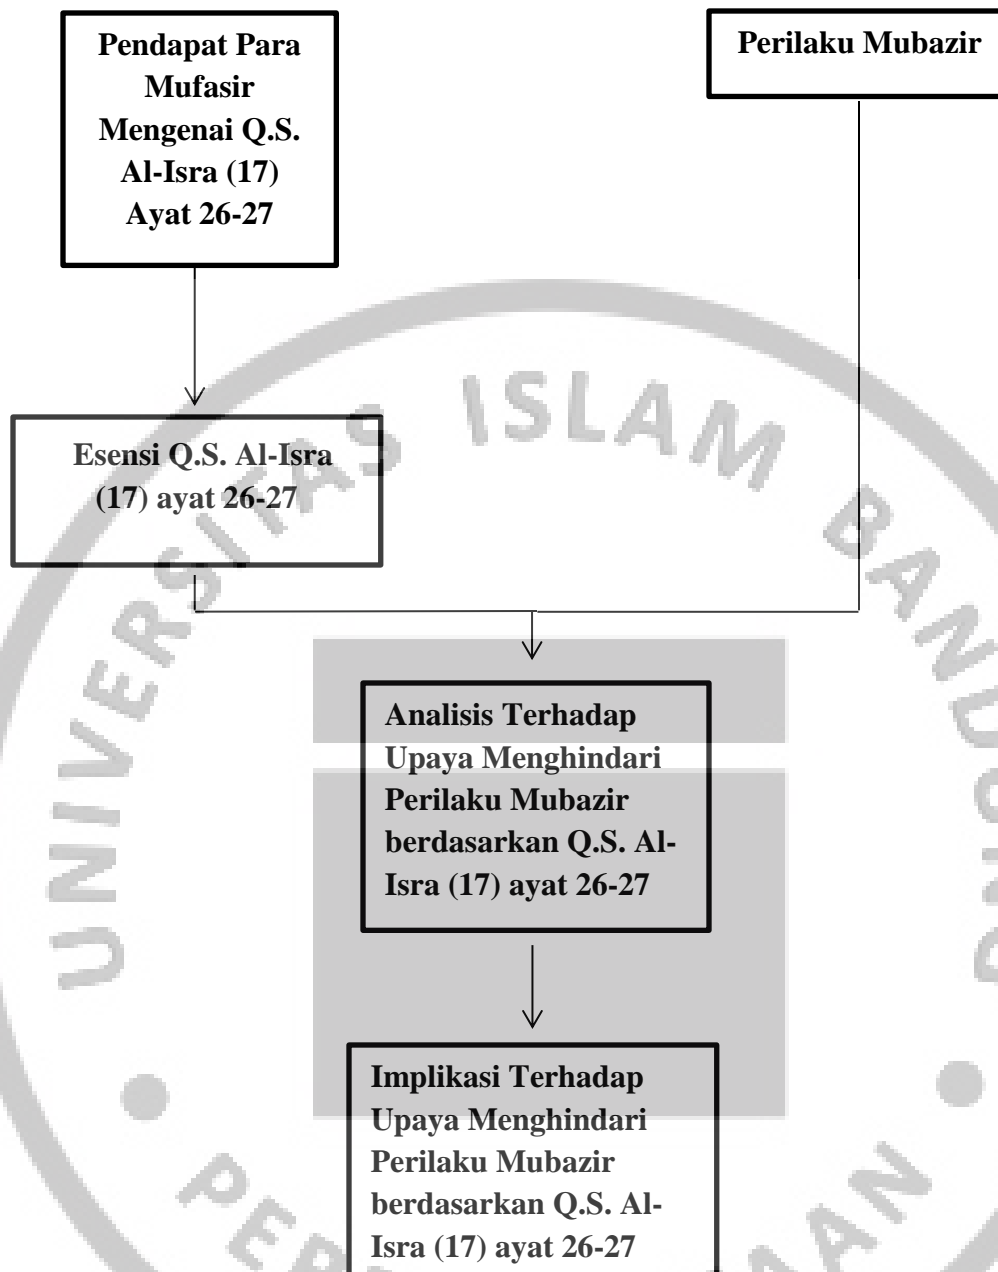 Pendapat Para
Mufasir
Mengenai Q.S.
Al-Isra (17)
Ayat 26-27
Perilaku Mubazir
Esensi Q.S. Al-Isra
(17) ayat 26-27
Analisis Terhadap
Upaya Menghindari
Perilaku Mubazir
berdasarkan Q.S. Al-
Isra (17) ayat 26-27
Implikasi Terhadap
Upaya Menghindari
Perilaku Mubazir
berdasarkan Q.S. Al-
Isra (17) ayat 26-27
UNIVERSITAS ISLAM